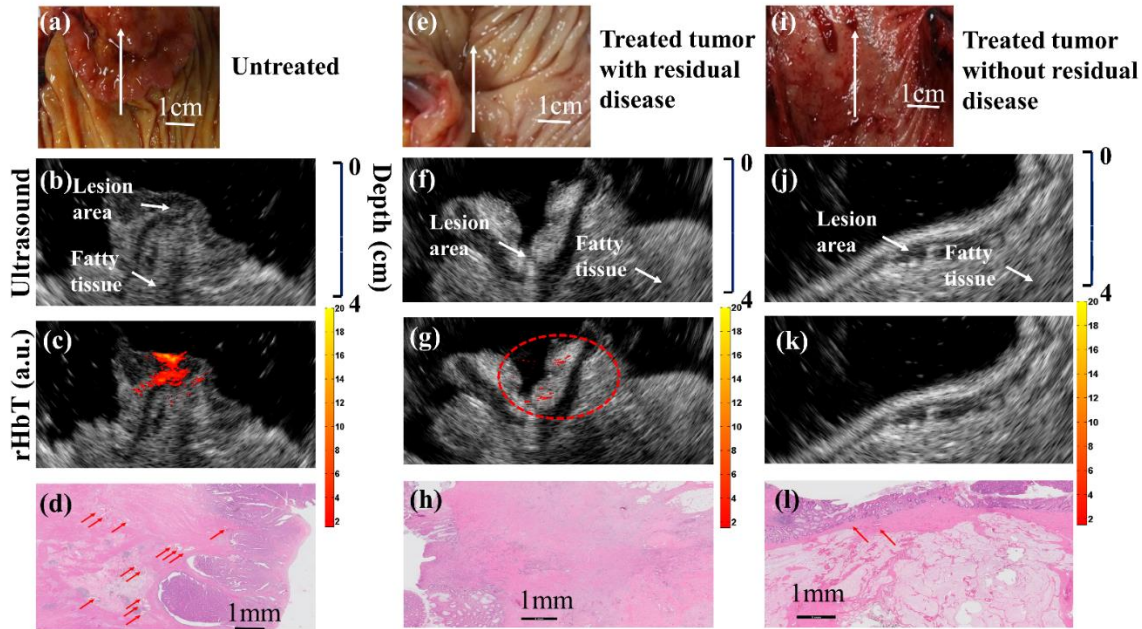 (a)
Untreated
1cm
(e)
Treated tumor
with residual
disease
1cm
(i)
Treated tumor
without residual
disease
1cm
Ultrasound
(b)
Lesion
area
Fatty
tissue
0
4
Depth (cm)
(f)
Lesion
area
Fatty
tissue
0
4
(j)
Lesion
area
Fatty
tissue
0
4
rHbT (a.u.)
(c)
20
18
16
14
12
10
8
6
4
2
(g)
20
18
16
14
12
10
8
6
4
2
(k)
20
18
16
14
12
10
8
6
4
2
(d)
1mm
(h)
1mm
(l)
1mm